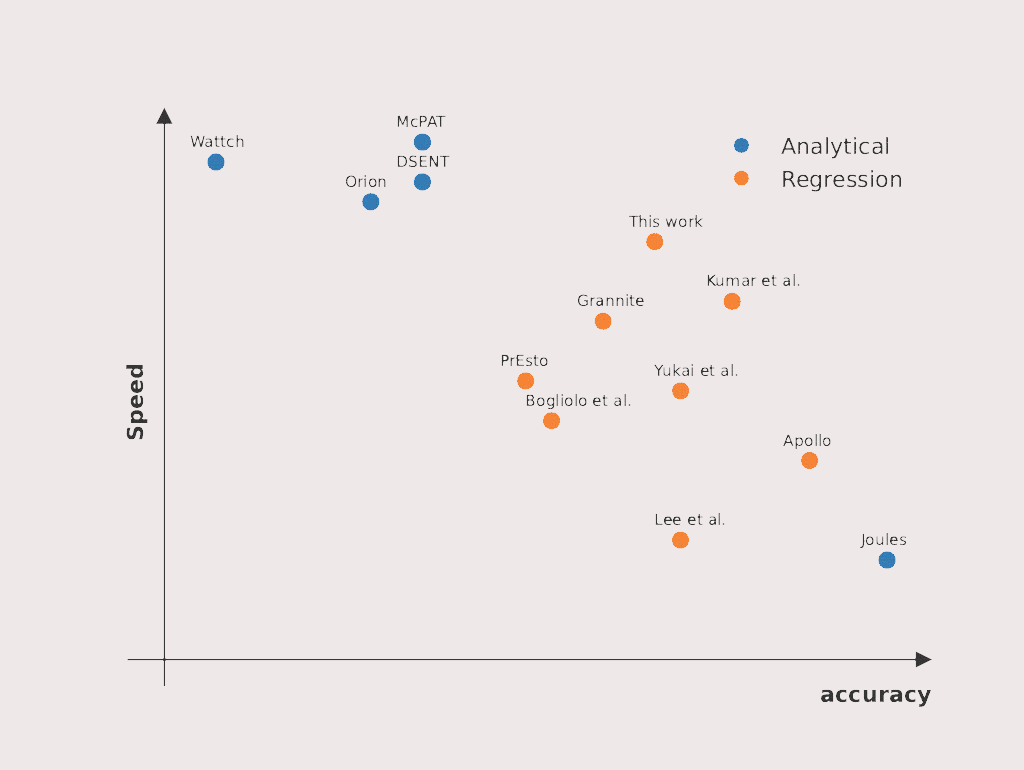 McPAT
Wattch
Analytical
DSENT
Orion
Regression
This work
Kumar et al.
Grannite
PrEsto
Yukai et al.
Bogliolo et al.
Speed
Apollo
Lee et al.
Joules
accuracy